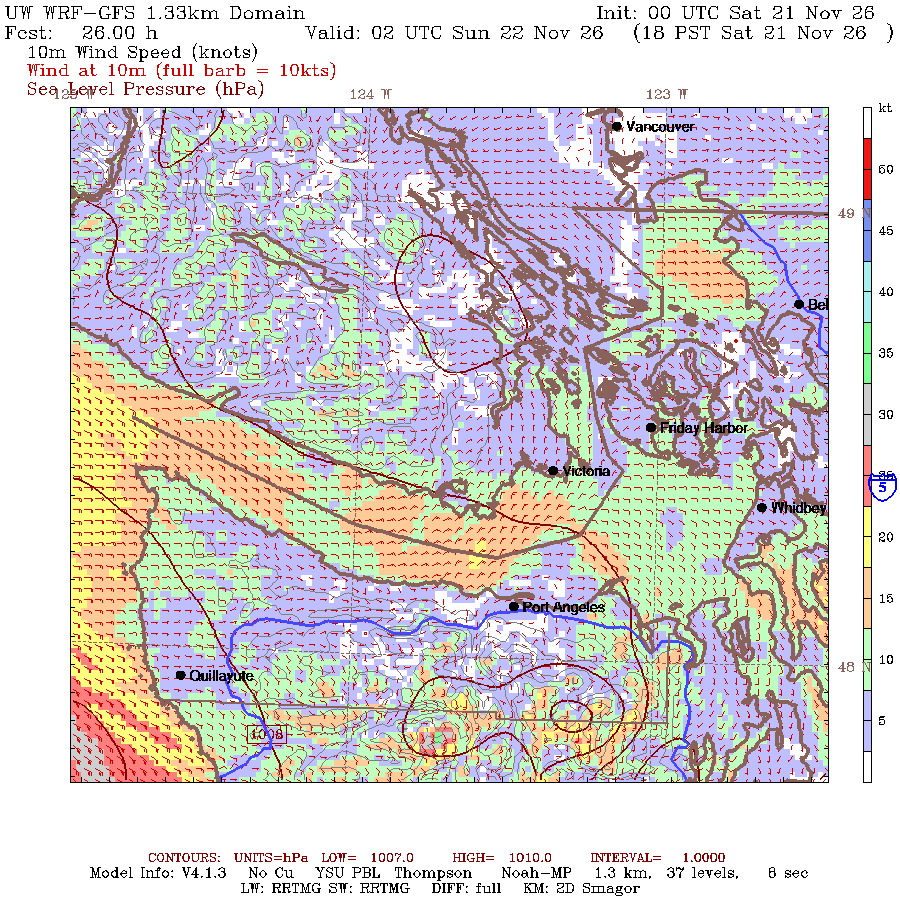 UW WRF-GFS 1.33km Domain Init: 00 UTC Sat 21 Nov 26
Fcst: 26.00 h Valid: 02 UTC Sun 22 Nov 26 (18 PST Sat 21 Nov 26 )
10m Wind Speed (knots)
Wind at 10m (full barb = 10kts)
Sea Level Pressure (hPa)
125 W 124 W 123 W
kt
Vancouver
60
49 N
45
Bel
40
35
30
Friday Harbor
Victoria
25
5
Whidbey
20
Port Angeles
15
10
48 N
Quillayute
5
1008
CONTOURS: UNITS=hPa LOW= 1007.0 HIGH= 1010.0 INTERVAL= 1.0000
Model Info: V4.1.3 No Cu YSU PBL Thompson Noah-MP 1.3 km, 37 levels, 8 sec
LW: RRTMG SW: RRTMG DIFF: full KM: 2D Smagor